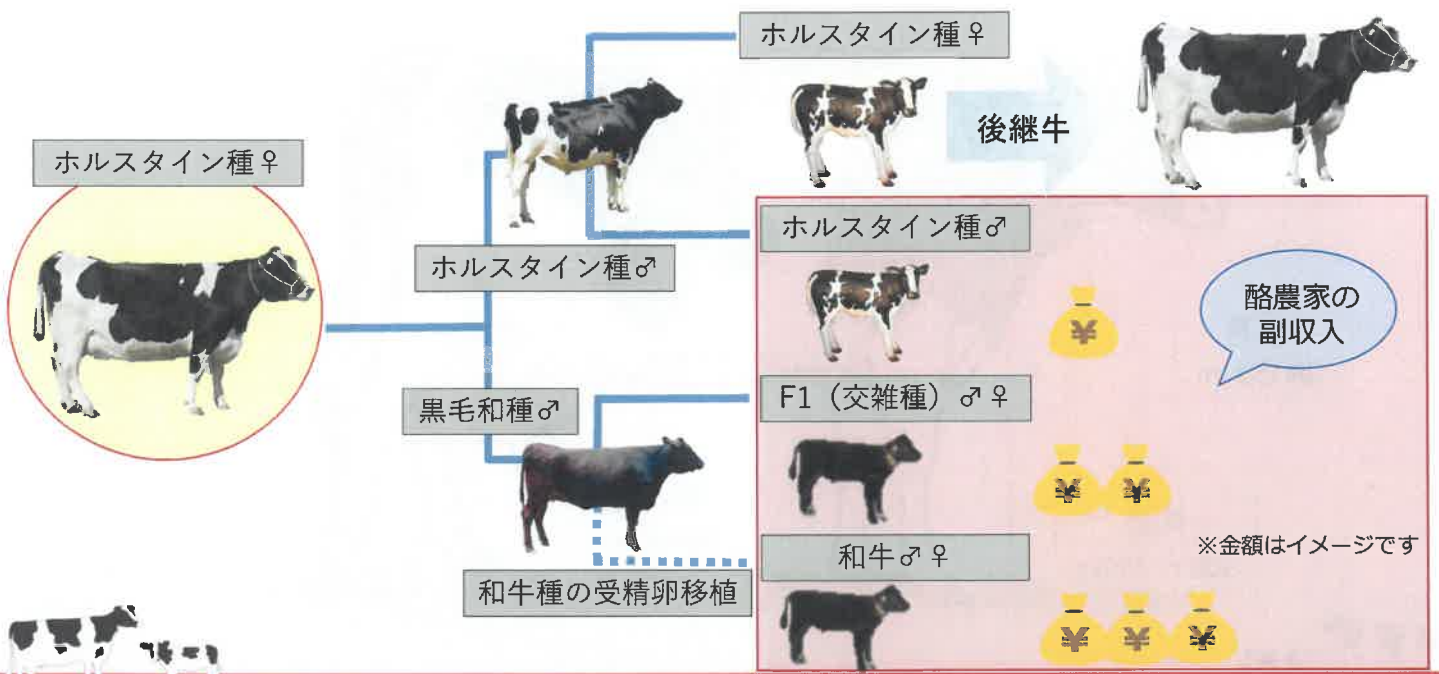 ホルスタイン種♀
ホルスタイン種♀
後継牛
ホルスタイン種♂
ホルスタイン種♂
酪農家の
副収入
¥
黒毛和種♂
F1（交雑種）♂♀
¥ ¥
※金額はイメージです
和牛♂♀
和牛種の受精卵移植
¥ ¥ ¥